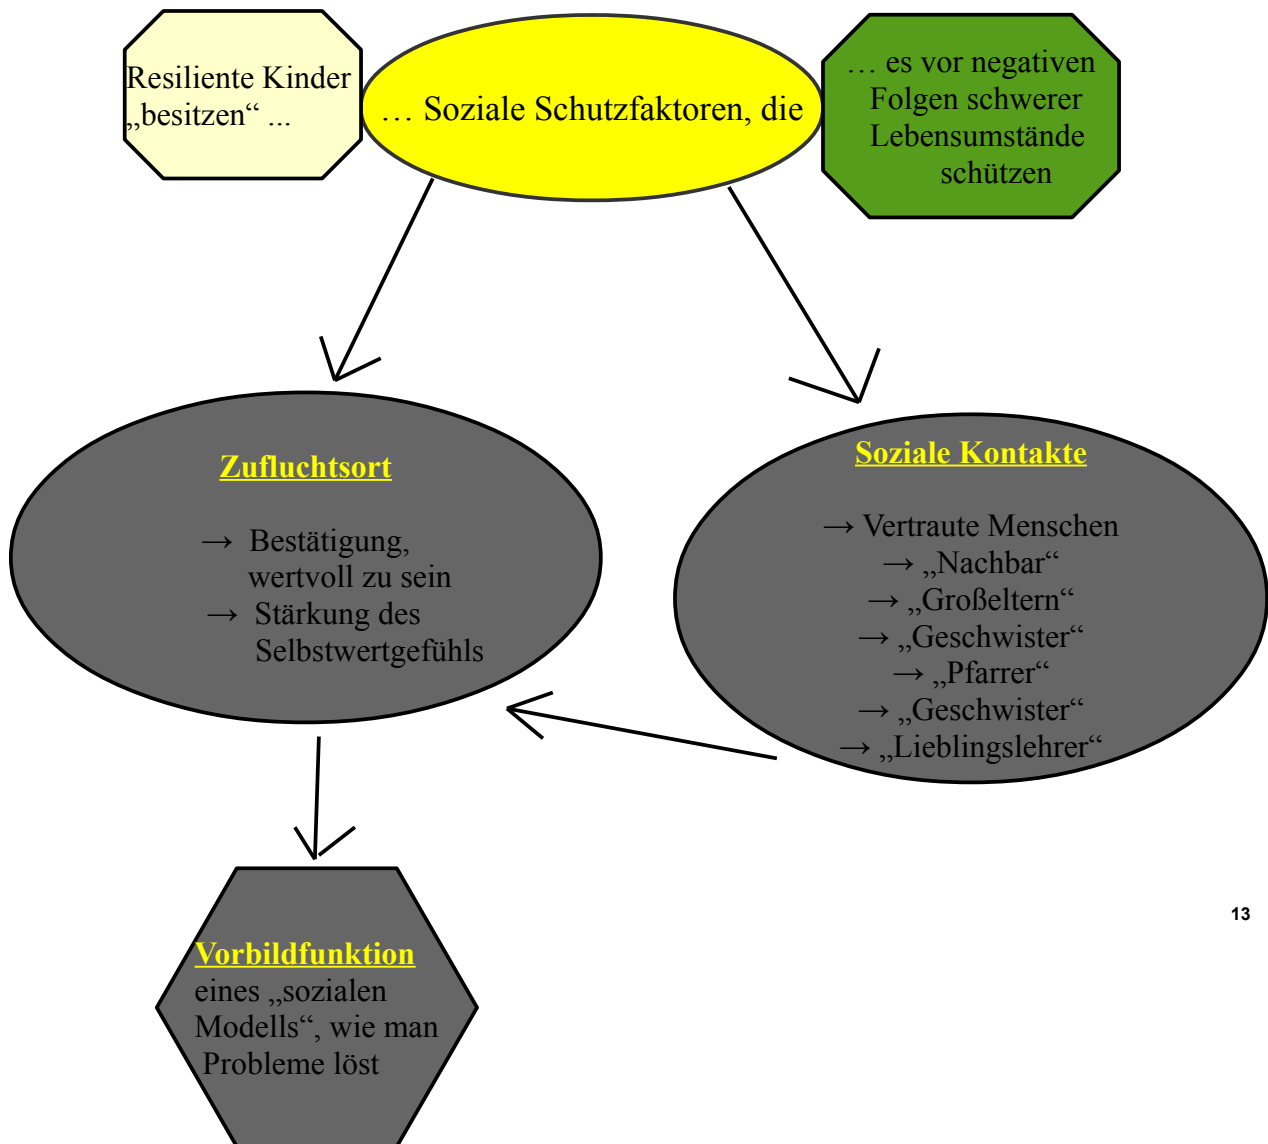 Resiliente Kinder
„besitzen“ ...
… Soziale Schutzfaktoren, die
… es vor negativen
Folgen schwerer
Lebensumstände
schützen
Zufluchtsort
→ Bestätigung,
wertvoll zu sein
→ Stärkung des
Selbstwertgefühls
Soziale Kontakte
→ Vertraute Menschen
→ „Nachbar“
→ „Großeltern“
→ „Geschwister“
→ „Pfarrer“
→ „Geschwister“
→ „Lieblingslehrer“
Vorbildfunktion
eines „sozialen
Modells“, wie man
Probleme löst
13